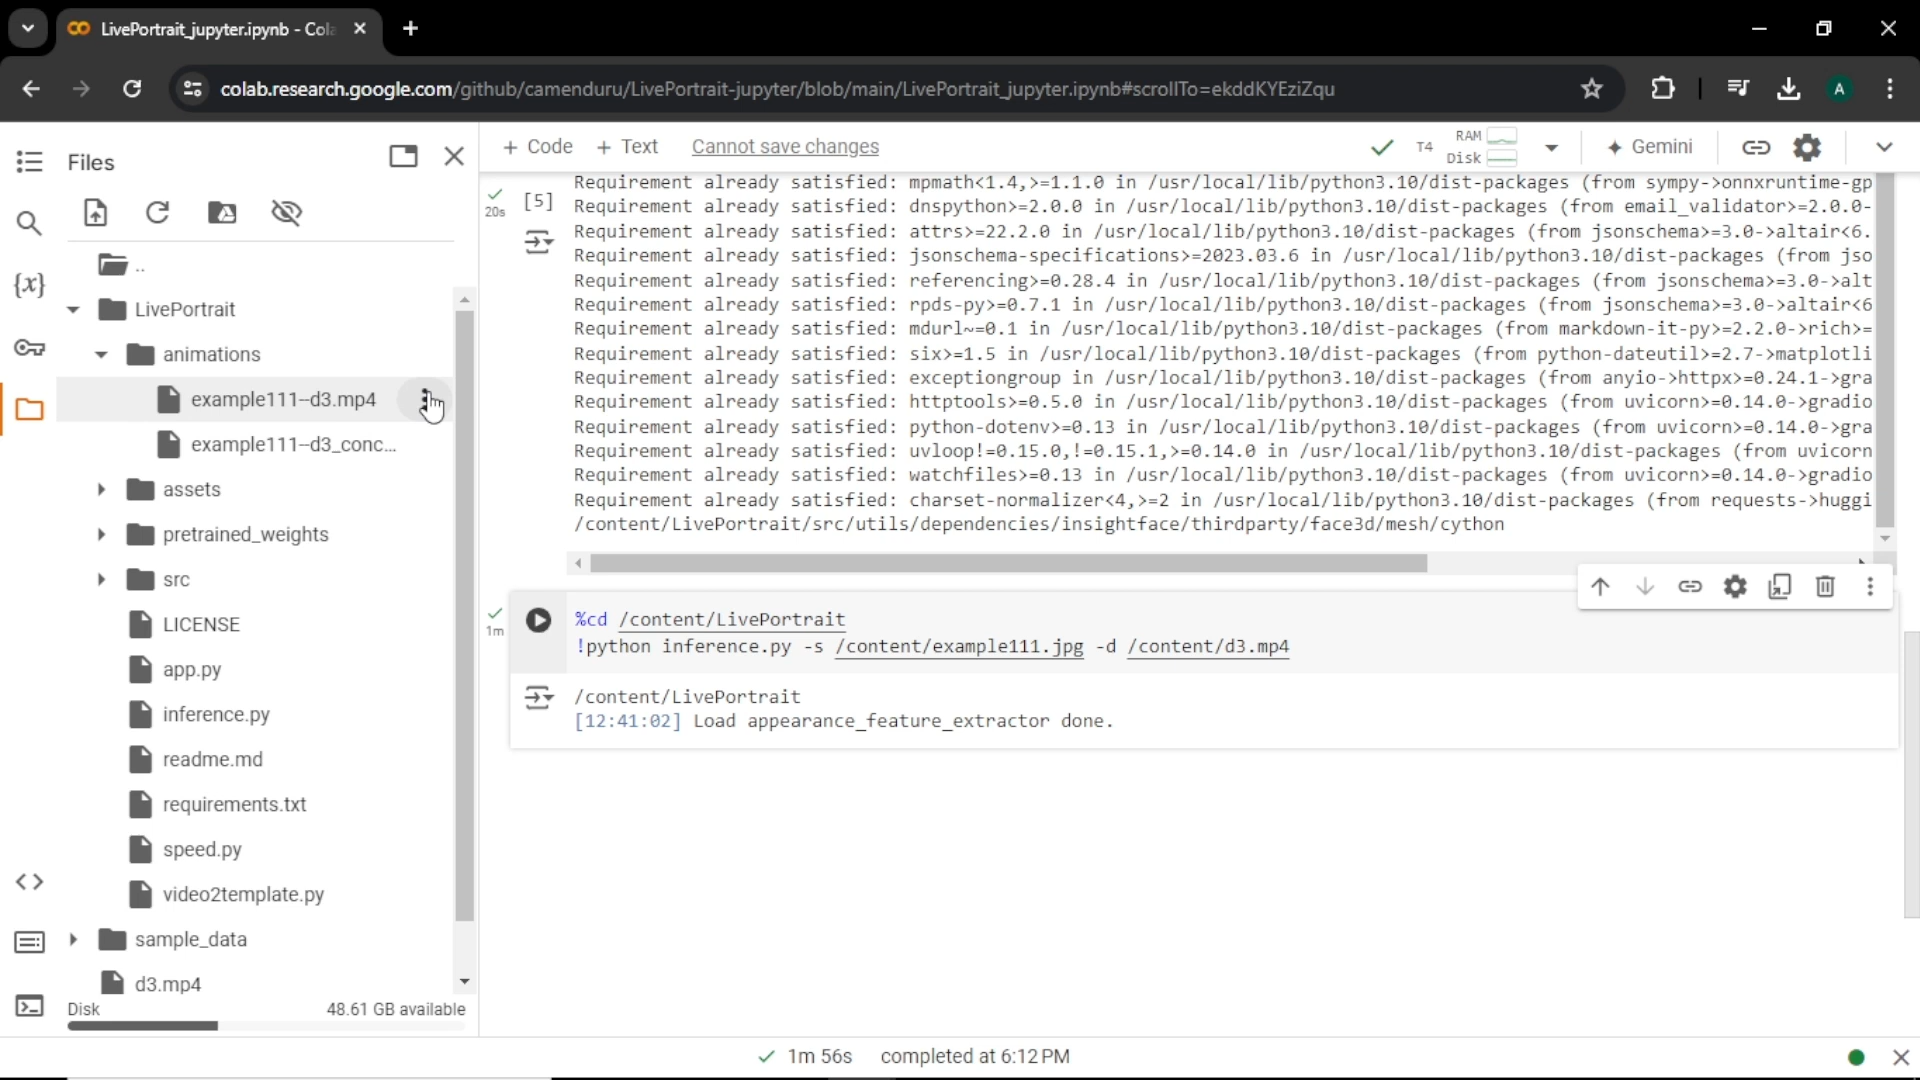 LivePortrait_jupyter.ipynb - Cola
colab.research.google.com/github/camenduru/LivePortrait-jupyter/blob/main/LivePortrait_jupyter.ipynb#scrollTo=ekddKYEziZqu
A
Files
+ Code + Text Cannot save changes
T4
RAM
Disk
Gemini
{x}
..
LivePortrait
animations
example111--d3.mp4
example111--d3_conc...
assets
pretrained_weights
src
LICENSE
app.py
inference.py
readme.md
requirements.txt
speed.py
video2template.py
sample_data
d3.mp4
Disk 48.61 GB available
20s
[5]
Requirement already satisfied: mpmath<1.4,>=1.1.0 in /usr/local/lib/python3.10/dist-packages (from sympy->onnxruntime-gp
Requirement already satisfied: dnspython>=2.0.0 in /usr/local/lib/python3.10/dist-packages (from email_validator>=2.0.0-
Requirement already satisfied: attrs>=22.2.0 in /usr/local/lib/python3.10/dist-packages (from jsonschema>=3.0->altair<6.
Requirement already satisfied: jsonschema-specifications>=2023.03.6 in /usr/local/lib/python3.10/dist-packages (from jso
Requirement already satisfied: referencing>=0.28.4 in /usr/local/lib/python3.10/dist-packages (from jsonschema>=3.0->alt
Requirement already satisfied: rpds-py>=0.7.1 in /usr/local/lib/python3.10/dist-packages (from jsonschema>=3.0->altair<6
Requirement already satisfied: mdurl~=0.1 in /usr/local/lib/python3.10/dist-packages (from markdown-it-py>=2.2.0->rich>=
Requirement already satisfied: six>=1.5 in /usr/local/lib/python3.10/dist-packages (from python-dateutil>=2.7->matplotli
Requirement already satisfied: exceptiongroup in /usr/local/lib/python3.10/dist-packages (from anyio->httpx>=0.24.1->gra
Requirement already satisfied: httptools>=0.5.0 in /usr/local/lib/python3.10/dist-packages (from uvicorn>=0.14.0->gradio
Requirement already satisfied: python-dotenv>=0.13 in /usr/local/lib/python3.10/dist-packages (from uvicorn>=0.14.0->gra
Requirement already satisfied: uvloop!=0.15.0,!=0.15.1,>=0.14.0 in /usr/local/lib/python3.10/dist-packages (from uvicorn
Requirement already satisfied: watchfiles>=0.13 in /usr/local/lib/python3.10/dist-packages (from uvicorn>=0.14.0->gradio
Requirement already satisfied: charset-normalizer<4,>=2 in /usr/local/lib/python3.10/dist-packages (from requests->huggi
/content/LivePortrait/src/utils/dependencies/insightface/thirdparty/face3d/mesh/cython
1m
%cd /content/LivePortrait
!python inference.py -s /content/example111.jpg -d /content/d3.mp4
/content/LivePortrait
[12:41:02] Load appearance_feature_extractor done.
1m 56s completed at 6:12 PM